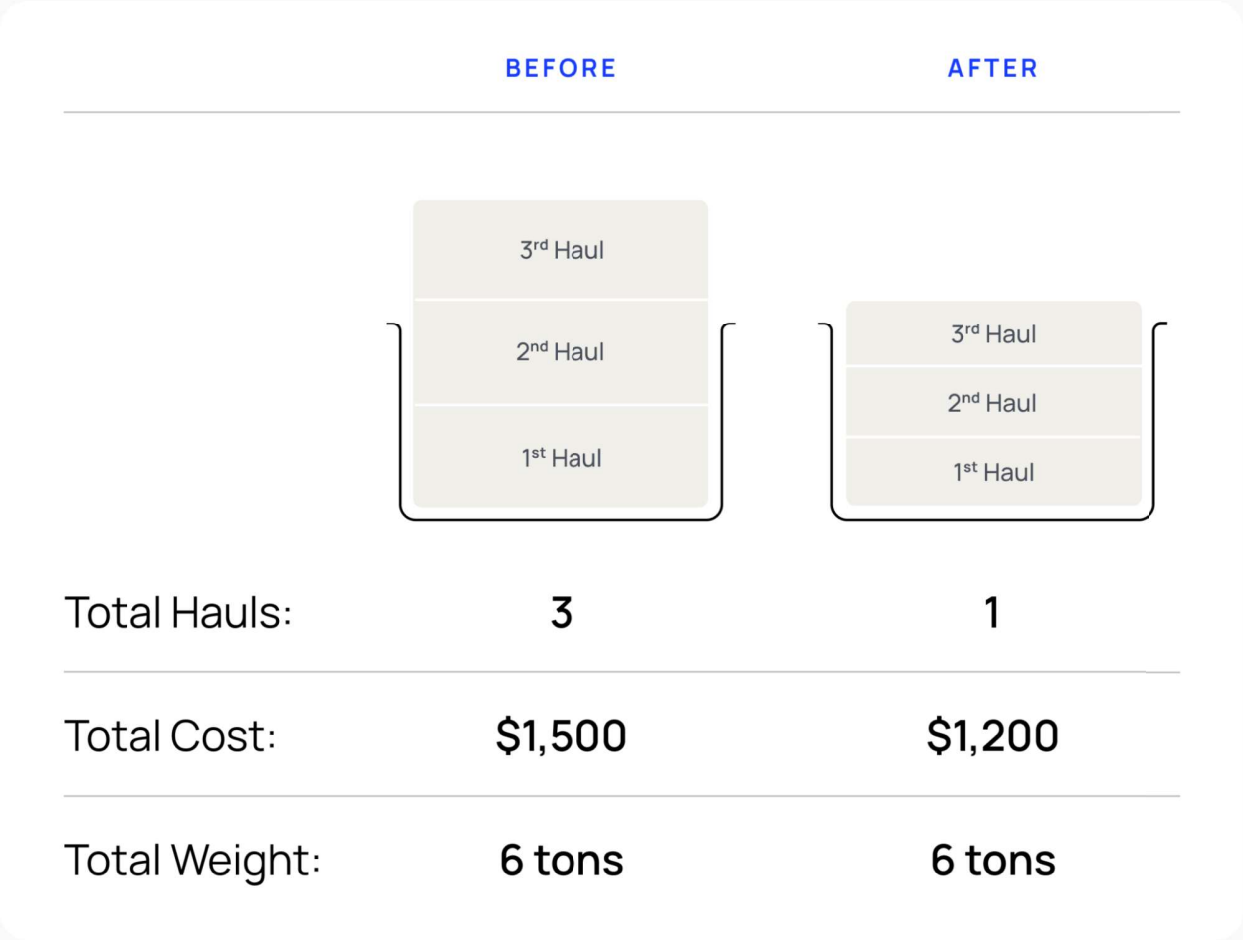 BEFORE AFTER
3rd Haul
2nd Haul
1st Haul
3rd Haul
2nd Haul
1st Haul
Total Hauls: 3 1
Total Cost: $1,500 $1,200
Total Weight: 6 tons 6 tons